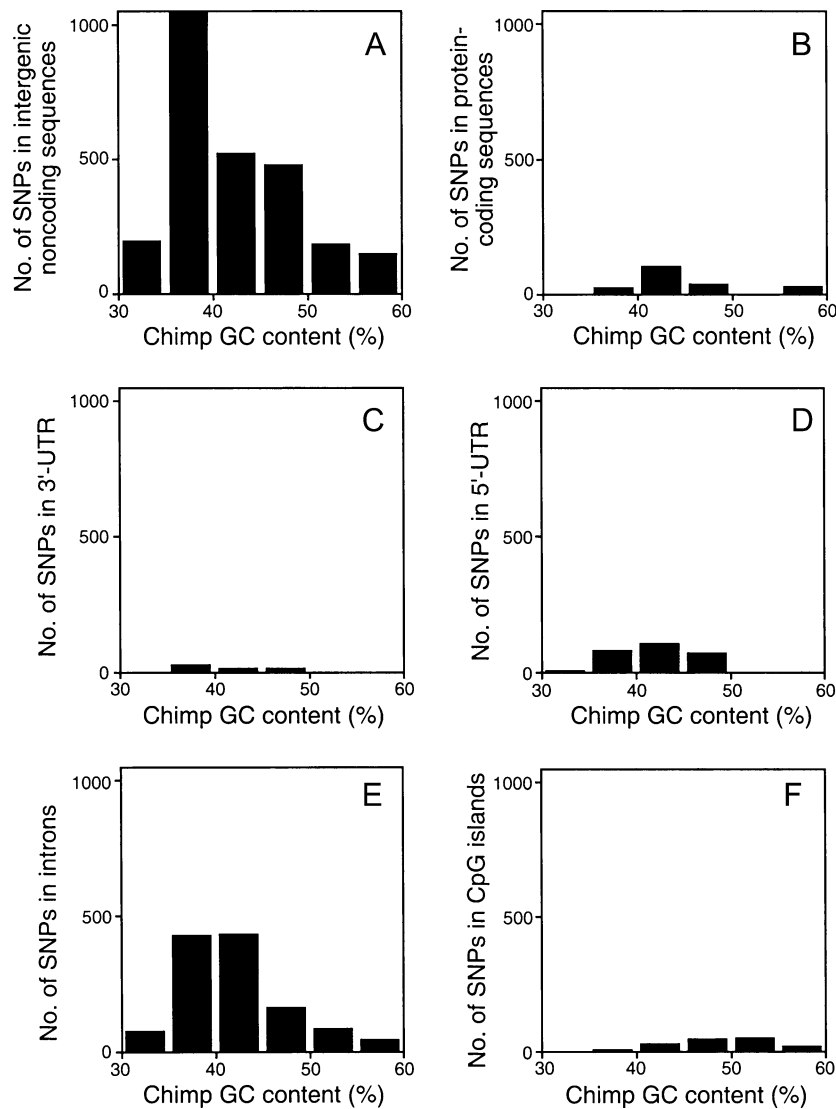 No. of SNPs in intergenic
noncoding sequences
1000
500
0
A
30 40 50 60
Chimp GC content (%)
No. of SNPs in protein-
coding sequences
1000
500
0
B
30 40 50 60
Chimp GC content (%)
No. of SNPs in 3'-UTR
1000
500
0
C
30 40 50 60
Chimp GC content (%)
No. of SNPs in 5'-UTR
1000
500
0
D
30 40 50 60
Chimp GC content (%)
No. of SNPs in introns
1000
500
0
E
30 40 50 60
Chimp GC content (%)
No. of SNPs in CpG islands
1000
500
0
F
30 40 50 60
Chimp GC content (%)